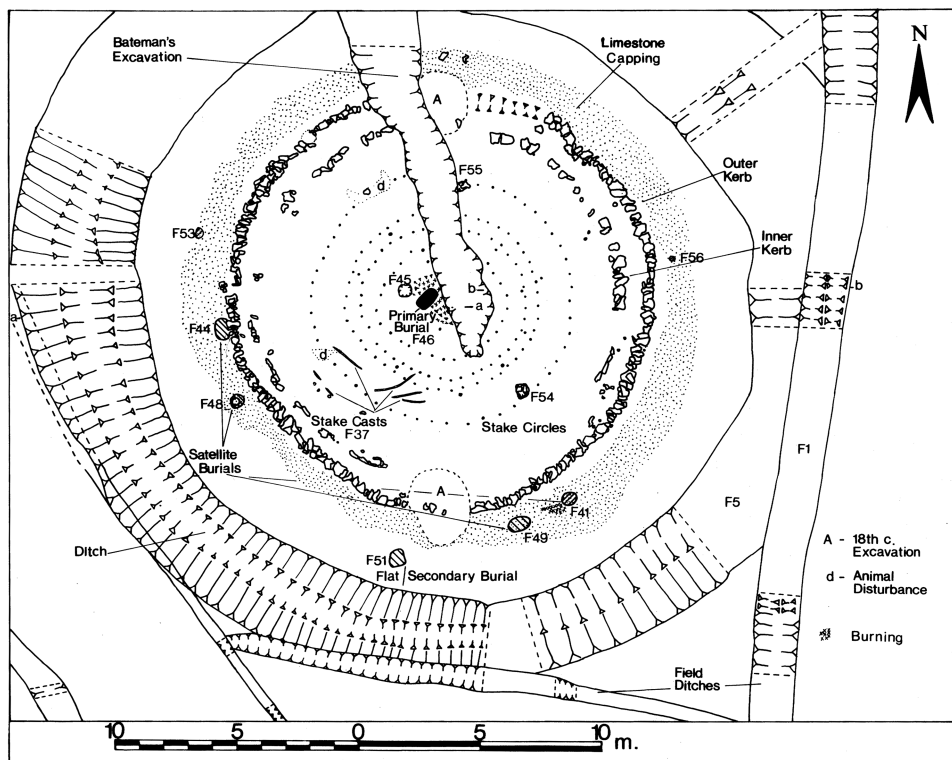 Bateman's
Excavation
Limestone
Capping
N
A
Outer
Kerb
F55
d
Inner
Kerb
F53
F56
F45
b
a
Primary
Burial
F46
b
a
F44
d
F54
F48
Stake Casts
F37
Stake Circles
Satellite
Burials
F1
A
F41
F5
F49
Ditch
F51
Flat Secondary Burial
A - 18th c.
Excavation
d - Animal
Disturbance
Burning
Field
Ditches
10 5 0 5 10 m.